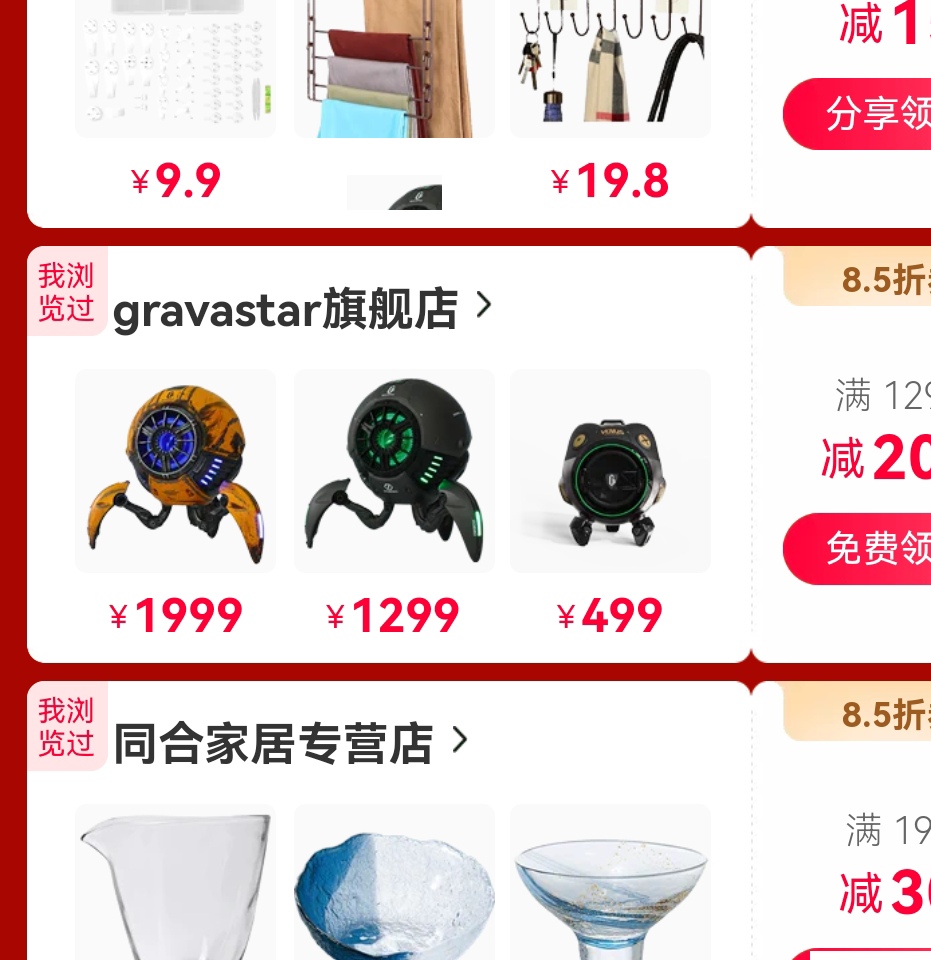 减 1
分享领
¥9.9
¥19.8
我浏
览过
gravastar旗舰店
8.5折
满 129
减 20
免费领
¥1999
¥1299
¥499
我浏
览过
同合家居专营店
8.5折
满 19
减 30